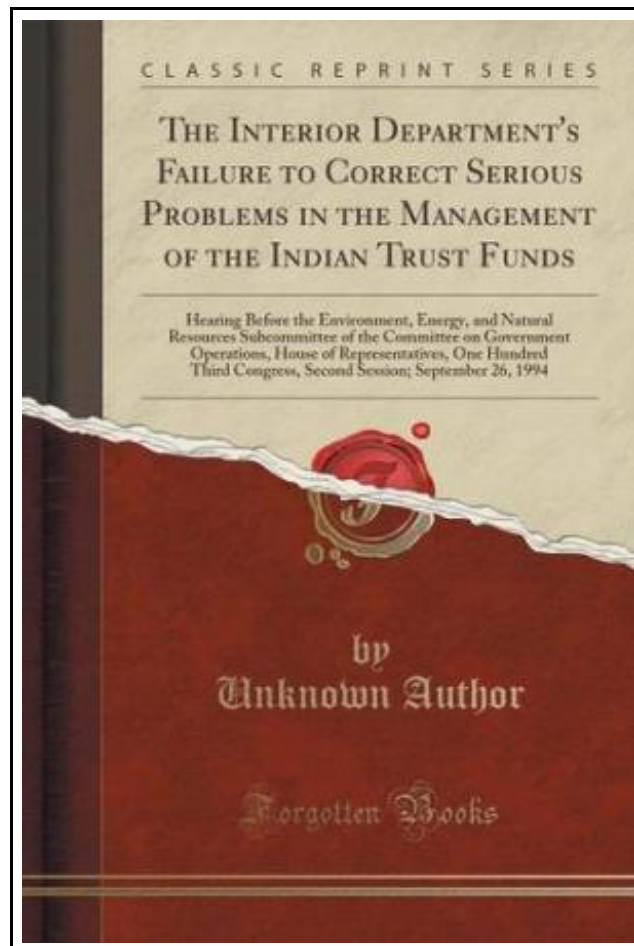 CLASSIC REPRINT SERIES
THE INTERIOR DEPARTMENT'S
FAILURE TO CORRECT SERIOUS
PROBLEMS IN THE MANAGEMENT
OF THE INDIAN TRUST FUNDS
Hearing Before the Environment, Energy, and Natural
Resources Subcommittee of the Committee on Government
Operations, House of Representatives, One Hundred
Third Congress, Second Session; September 26, 1994
by
Unknown Author
Forgotten Books